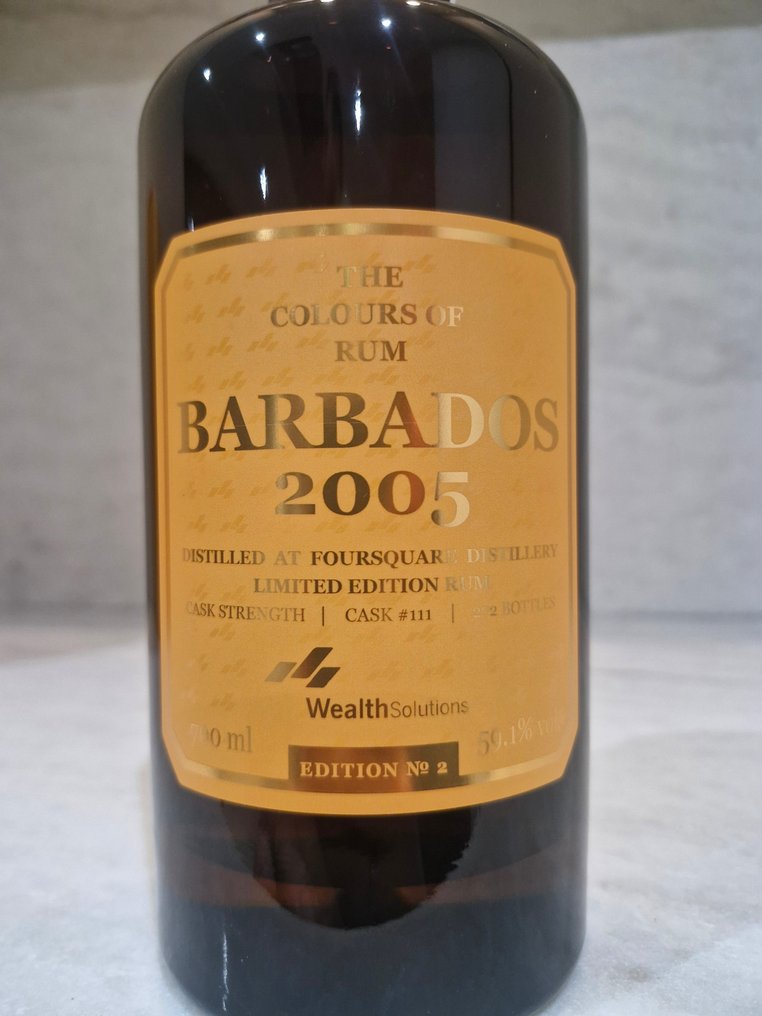 THE
COLOURS OF
RUM
BARBADOS
2005
DISTILLED AT FOURSQUARE DISTILLERY
LIMITED EDITION RUM
CASK STRENGTH | CASK #111 | 272 BOTTLES
WealthSolutions
700 ml 59.1% vol
EDITION № 2